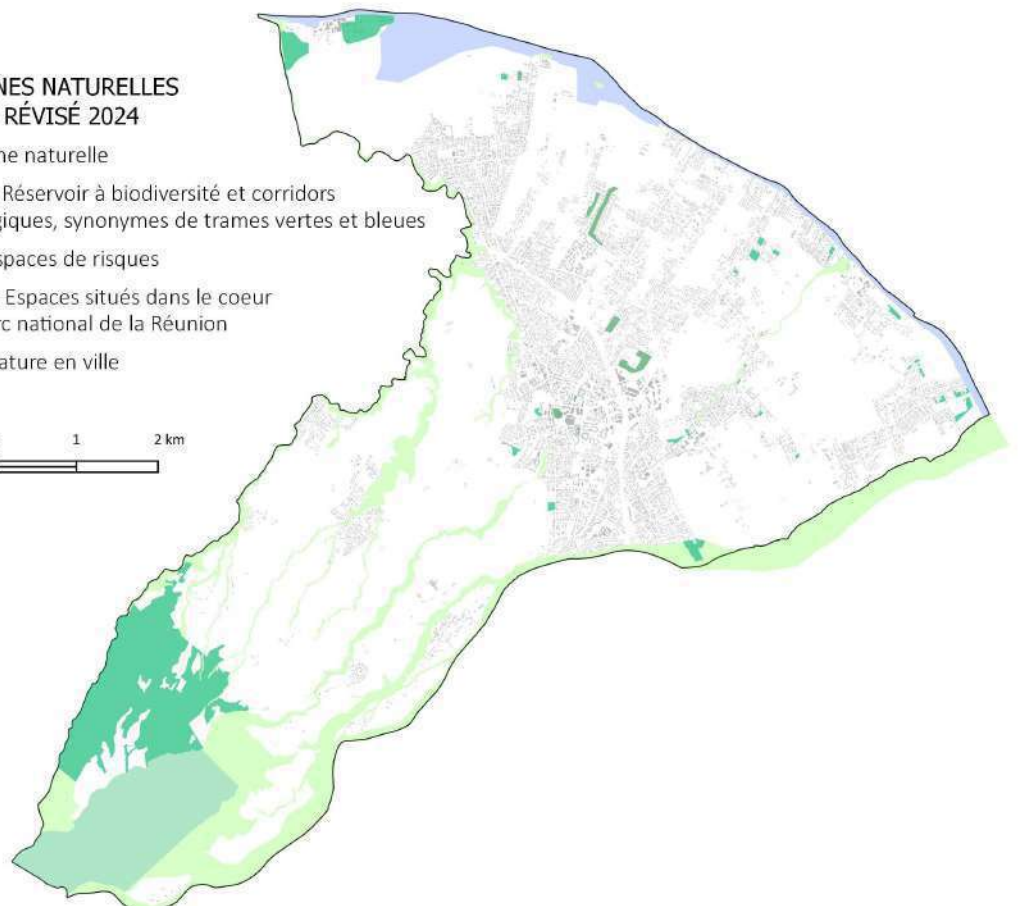 NES NATURELLES
RÉVISÉ 2024
ne naturelle
Réservoir à biodiversité et corridors
giques, synonymes de trames vertes et bleues
spaces de risques
Espaces situés dans le coeur
rc national de la Réunion
ature en ville
1 2 km